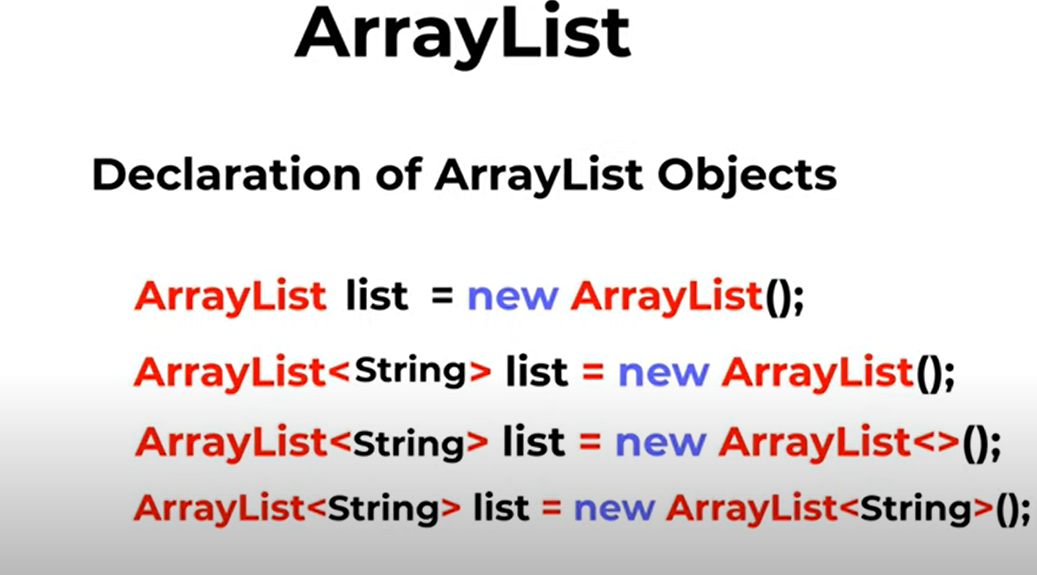 ArrayList
Declaration of ArrayList Objects
ArrayList list = new ArrayList();
ArrayList<String> list = new ArrayList();
ArrayList<String> list = new ArrayList<>();
ArrayList<String> list = new ArrayList<String>();